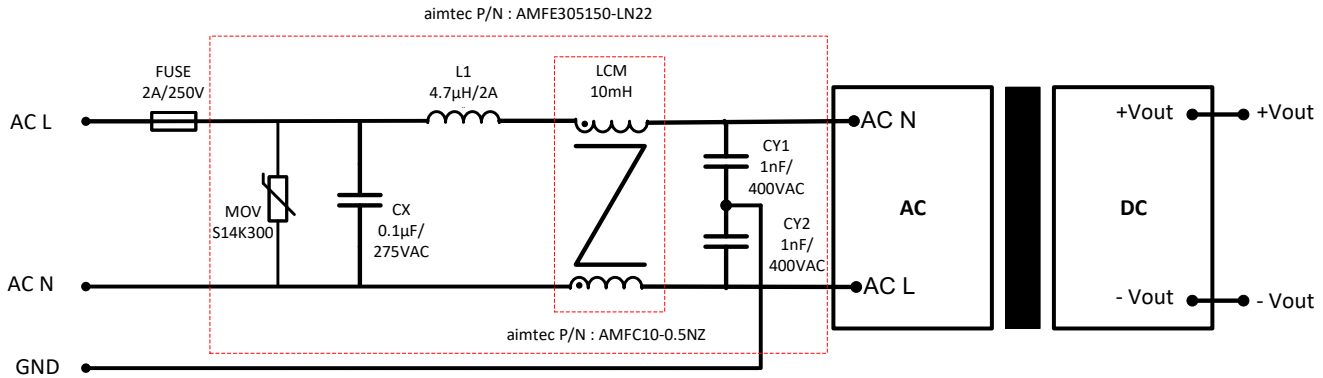 aimtec P/N : AMFE305150-LN22
FUSE
2A/250V
L1
4.7µH/2A
LCM
10mH
AC L
AC N
+Vout
+Vout
CY1
1nF/
400VAC
MOV
S14K300
CX
0.1µF/
275VAC
AC
DC
CY2
1nF/
400VAC
AC N
AC L
- Vout
- Vout
aimtec P/N : AMFC10-0.5NZ
GND